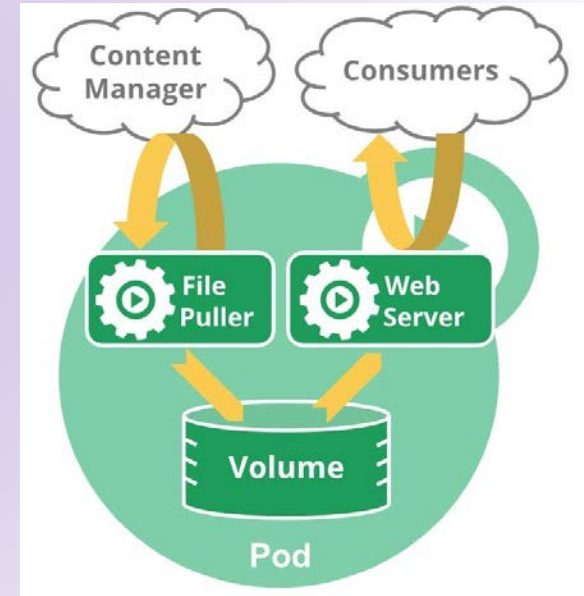 Content
Manager
Consumers
File
Puller
Web
Server
Volume
Pod